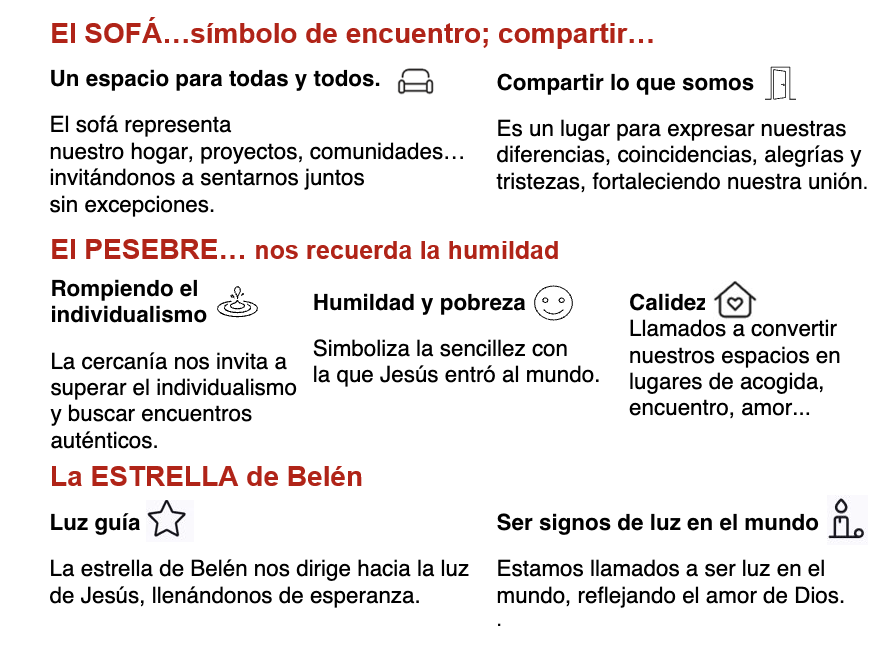 El SOFÁ…símbolo de encuentro; compartir…
Un espacio para todas y todos.
El sofá representa
nuestro hogar, proyectos, comunidades…
invitándonos a sentarnos juntos
sin excepciones.
Compartir lo que somos
Es un lugar para expresar nuestras
diferencias, coincidencias, alegrías y
tristezas, fortaleciendo nuestra unión.
El PESEBRE… nos recuerda la humildad
Rompiendo el
individualismo
La cercanía nos invita a
superar el individualismo
y buscar encuentros
auténticos.
Humildad y pobreza
Simboliza la sencillez con
la que Jesús entró al mundo.
Calidez
Llamados a convertir
nuestros espacios en
lugares de acogida,
encuentro, amor...
La ESTRELLA de Belén
Luz guía
La estrella de Belén nos dirige hacia la luz
de Jesús, llenándonos de esperanza.
Ser signos de luz en el mundo
Estamos llamados a ser luz en el
mundo, reflejando el amor de Dios.
.